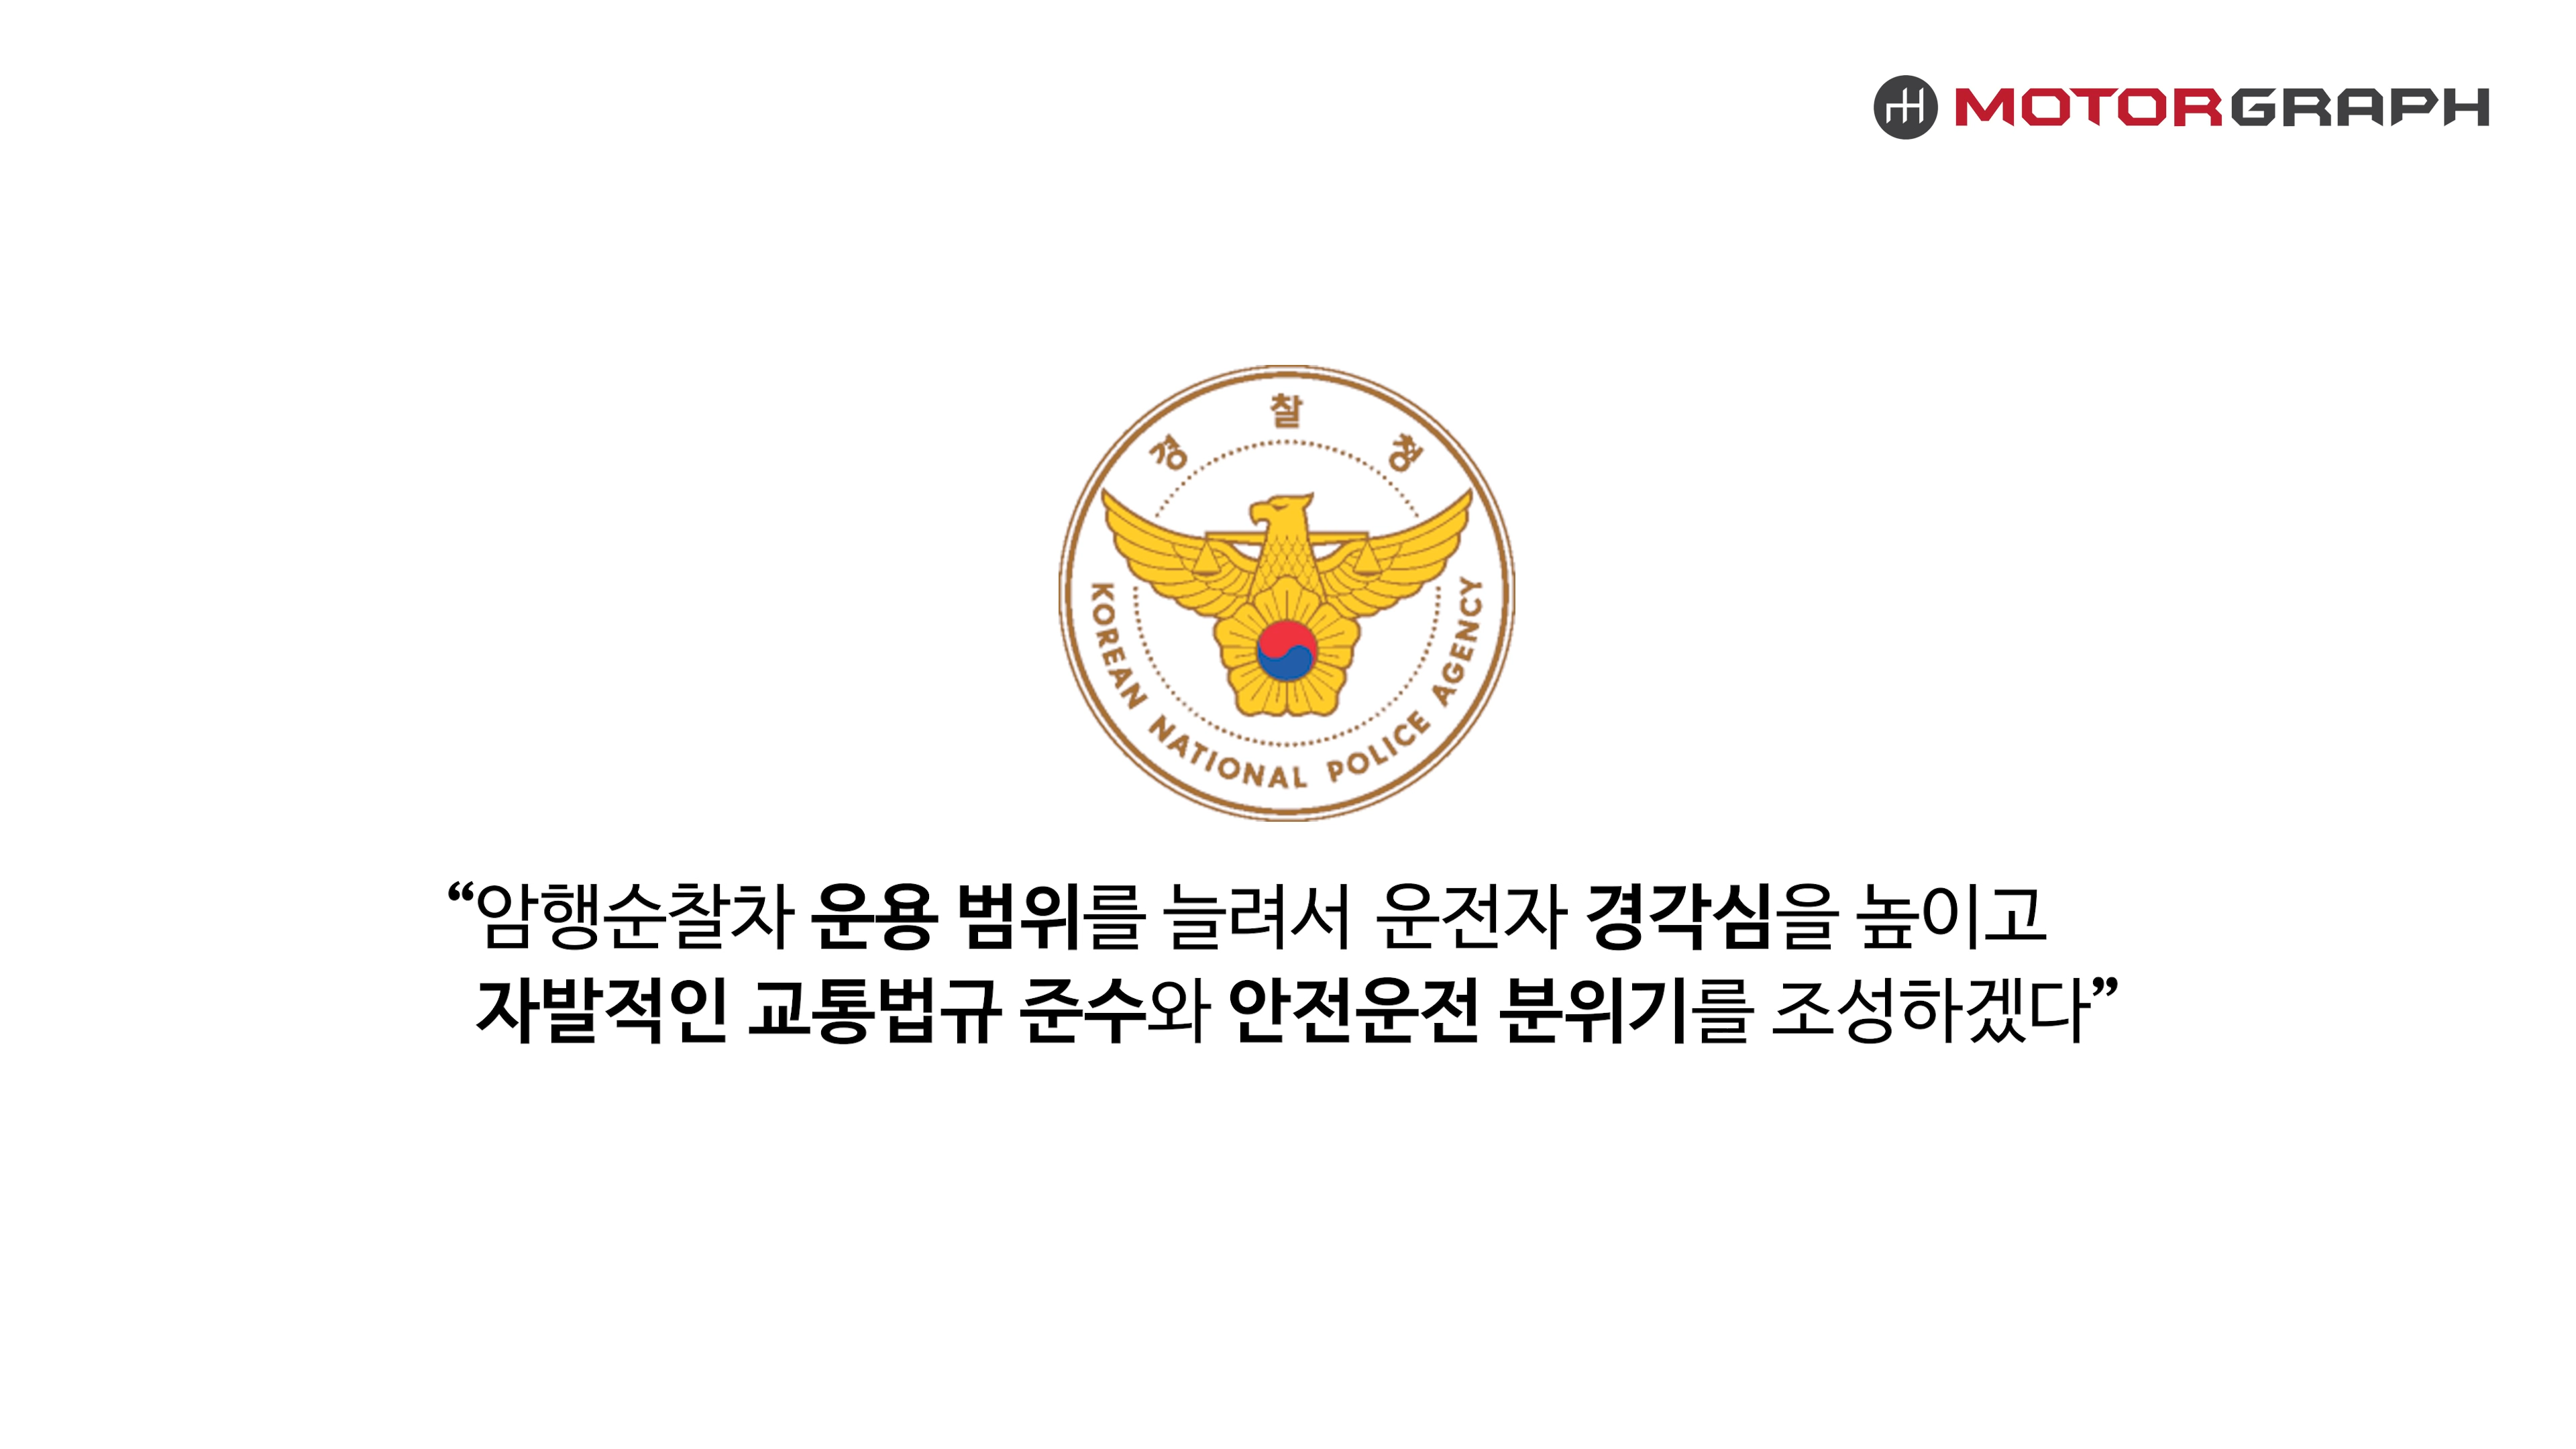 MOTORGRAPH
경찰청
KOREAN NATIONAL POLICE AGENCY
“암행순찰차 운용 범위를 늘려서 운전자 경각심을 높이고
자발적인 교통법규 준수와 안전운전 분위기를 조성하겠다”